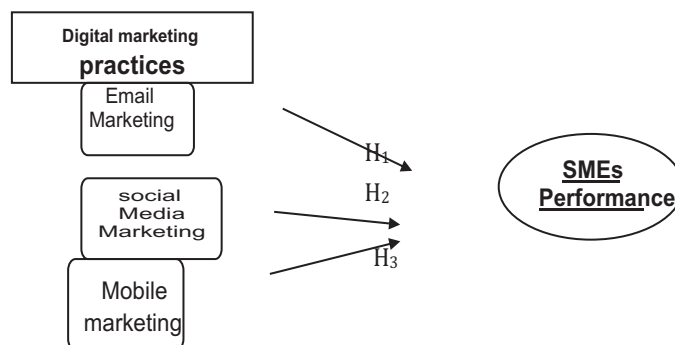 Digital marketing
practices
Email
Marketing
H₁
SMEs
Performance
H₂
social
Media
Marketing
H₃
Mobile
marketing